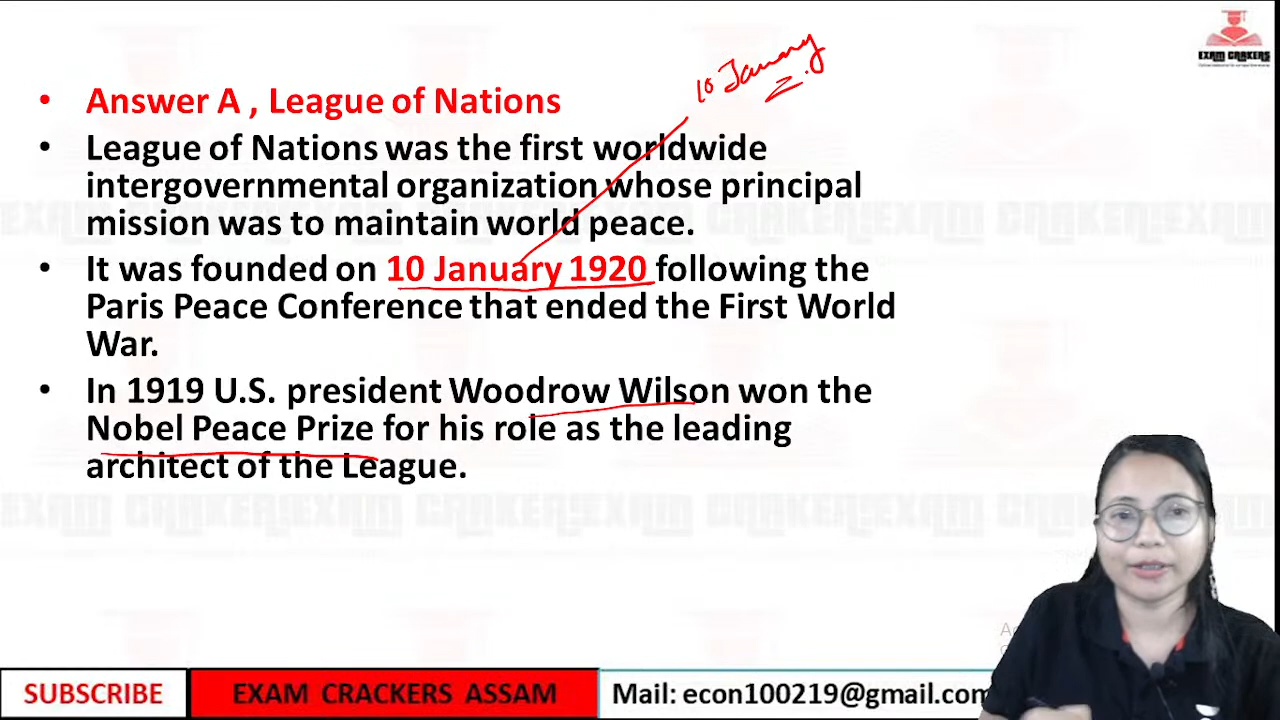 EXAM CRAKERS
10 January
• Answer A , League of Nations
• League of Nations was the first worldwide
intergovernmental organization whose principal
mission was to maintain world peace.
• It was founded on 10 January 1920 following the
Paris Peace Conference that ended the First World
War.
• In 1919 U.S. president Woodrow Wilson won the
Nobel Peace Prize for his role as the leading
architect of the League.
SUBSCRIBE EXAM CRACKERS ASSAM Mail: econ100219@gmail.com